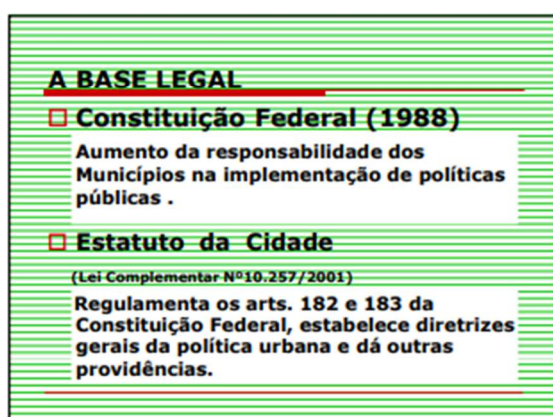 A BASE LEGAL
Constituição Federal (1988)
Aumento da responsabilidade dos
Municípios na implementação de políticas
públicas .
Estatuto da Cidade
(Lei Complementar Nº10.257/2001)
Regulamenta os arts. 182 e 183 da
Constituição Federal, estabelece diretrizes
gerais da política urbana e dá outras
providências.